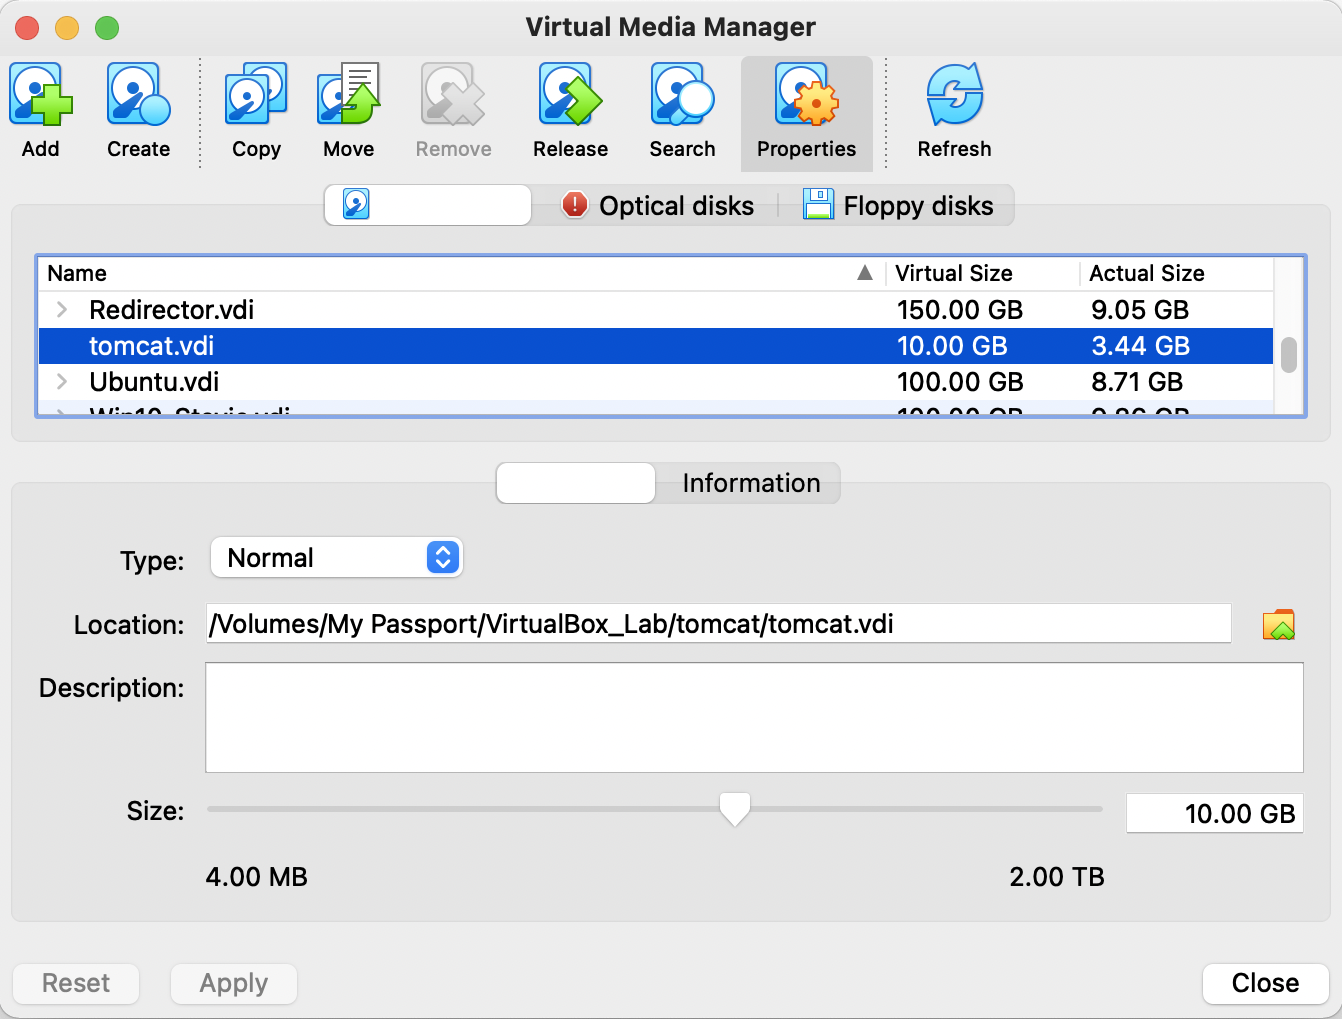 Virtual Media Manager
Add Create Copy Move Remove Release Search Properties Refresh
Optical disks Floppy disks
Name Virtual Size Actual Size
Redirector.vdi 150.00 GB 9.05 GB
tomcat.vdi 10.00 GB 3.44 GB
Ubuntu.vdi 100.00 GB 8.71 GB
Information
Type: Normal
Location: /Volumes/My Passport/VirtualBox_Lab/tomcat/tomcat.vdi
Description:
Size: 10.00 GB
4.00 MB 2.00 TB
Reset Apply Close